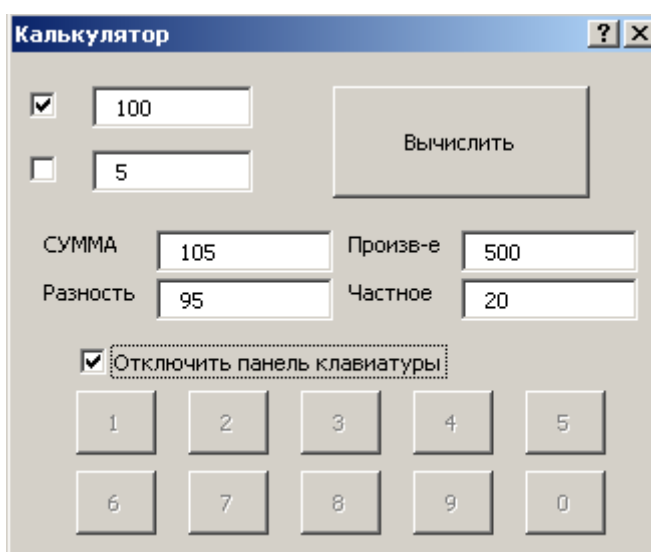 Калькулятор
100
Вычислить
5
СУММА 105 Произв-е 500
Разность 95 Частное 20
Отключить панель клавиатуры
1 2 3 4 5
6 7 8 9 0